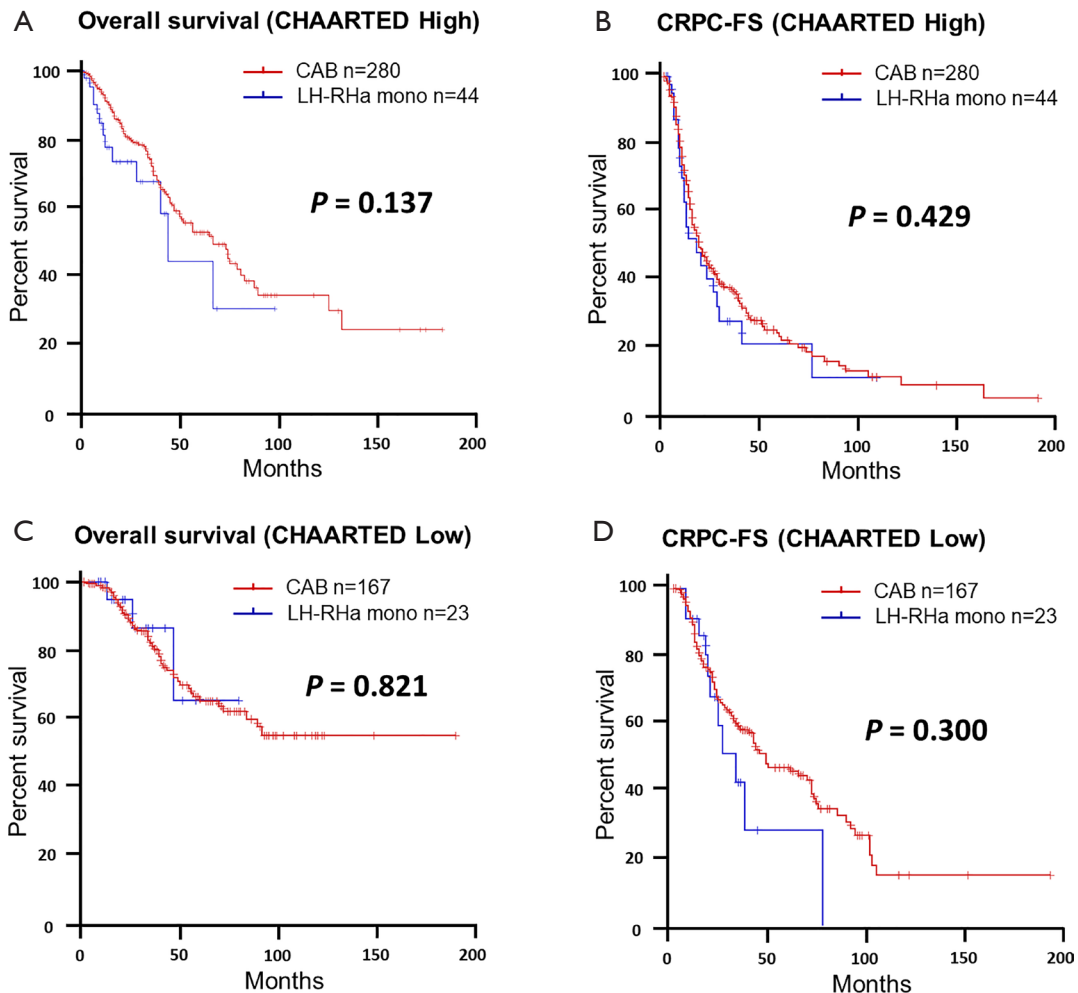 A
Overall survival (CHAARTED High)
CAB n=280
LH-RHa mono n=44
P = 0.137
Percent survival
100
80
60
40
20
0
0 50 100 150 200
Months
B
CRPC-FS (CHAARTED High)
CAB n=280
LH-RHa mono n=44
P = 0.429
Percent survival
100
80
60
40
20
0
0 50 100 150 200
Months
C
Overall survival (CHAARTED Low)
CAB n=167
LH-RHa mono n=23
P = 0.821
Percent survival
100
80
60
40
20
0
0 50 100 150 200
Months
D
CRPC-FS (CHAARTED Low)
CAB n=167
LH-RHa mono n=23
P = 0.300
Percent survival
100
80
60
40
20
0
0 50 100 150 200
Months